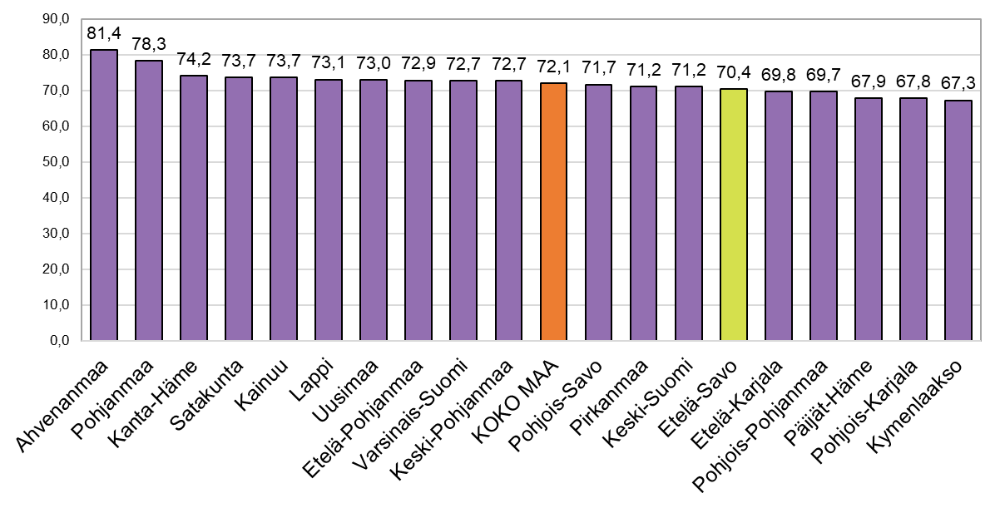 90,0
80,0
70,0
60,0
50,0
40,0
30,0
20,0
10,0
0,0
81,4
78,3
74,2
73,7
73,7
73,1
73,0
72,9
72,7
72,7
72,1
71,7
71,2
71,2
70,4
69,8
69,7
67,9
67,8
67,3
Ahvenanmaa
Pohjanmaa
Kanta-Häme
Satakunta
Kainuu
Lappi
Uusimaa
Etelä-Pohjanmaa
Varsinais-Suomi
Keski-Pohjanmaa
KOKO MAA
Pohjois-Savo
Pirkanmaa
Keski-Suomi
Etelä-Savo
Etelä-Karjala
Pohjois-Pohjanmaa
Päijät-Häme
Pohjois-Karjala
Kymenlaakso